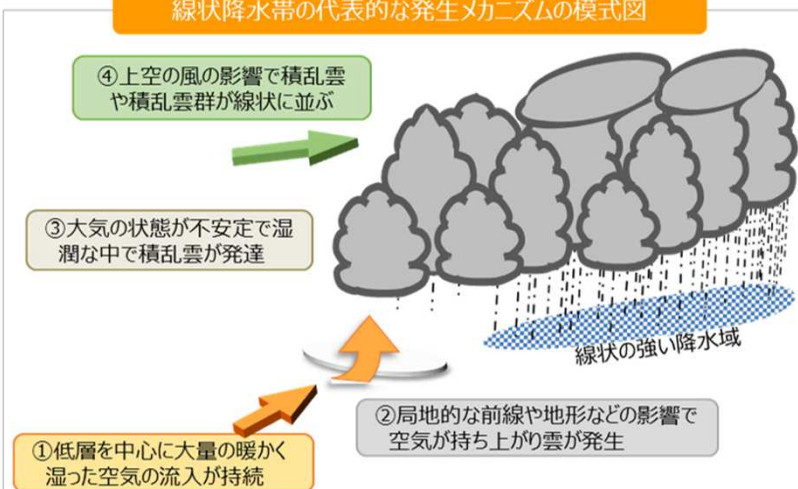 線状降水帯の代表的な発生メカニズムの模式図
④上空の風の影響で積乱雲
や積乱雲群が線状に並ぶ
③大気の状態が不安定で湿
潤な中で積乱雲が発達
線状の強い降水域
②局地的な前線や地形などの影響で
空気が持ち上がり雲が発生
①低層を中心に大量の暖かく
湿った空気の流入が持続